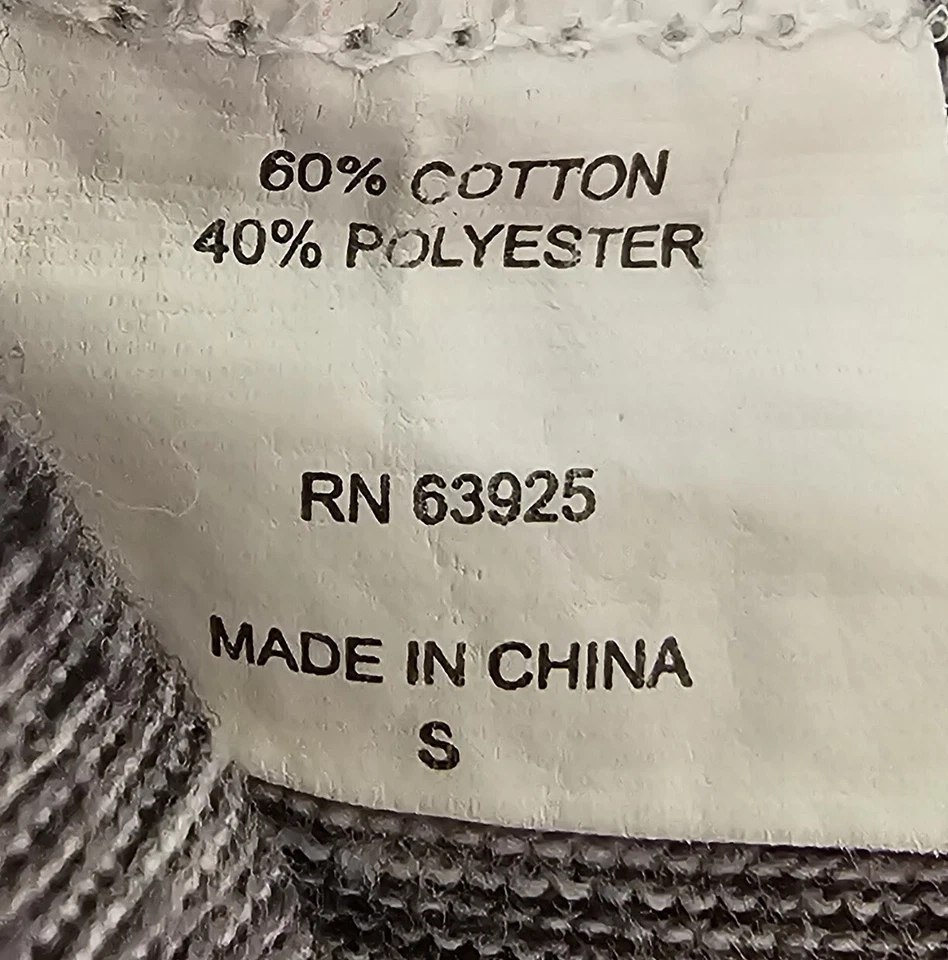 60% COTTON
40% POLYESTER
RN 63925
MADE IN CHINA
S